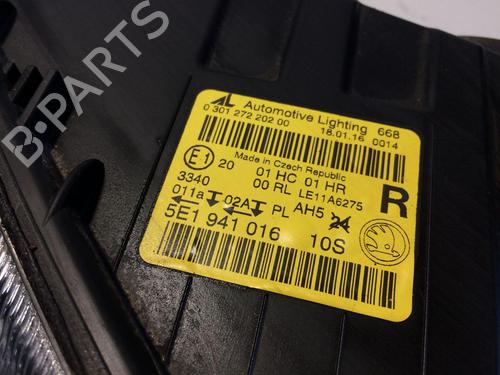 AL Automotive Lighting 668
0 301 272 202 00 18.01.16 0014
Made in Czech Republic
E1 20 01 HC 01 HR
3340 00 RL LE11A6275
011a 02A PL AH5 24
R
5E1 941 016 10S
B-PARTS